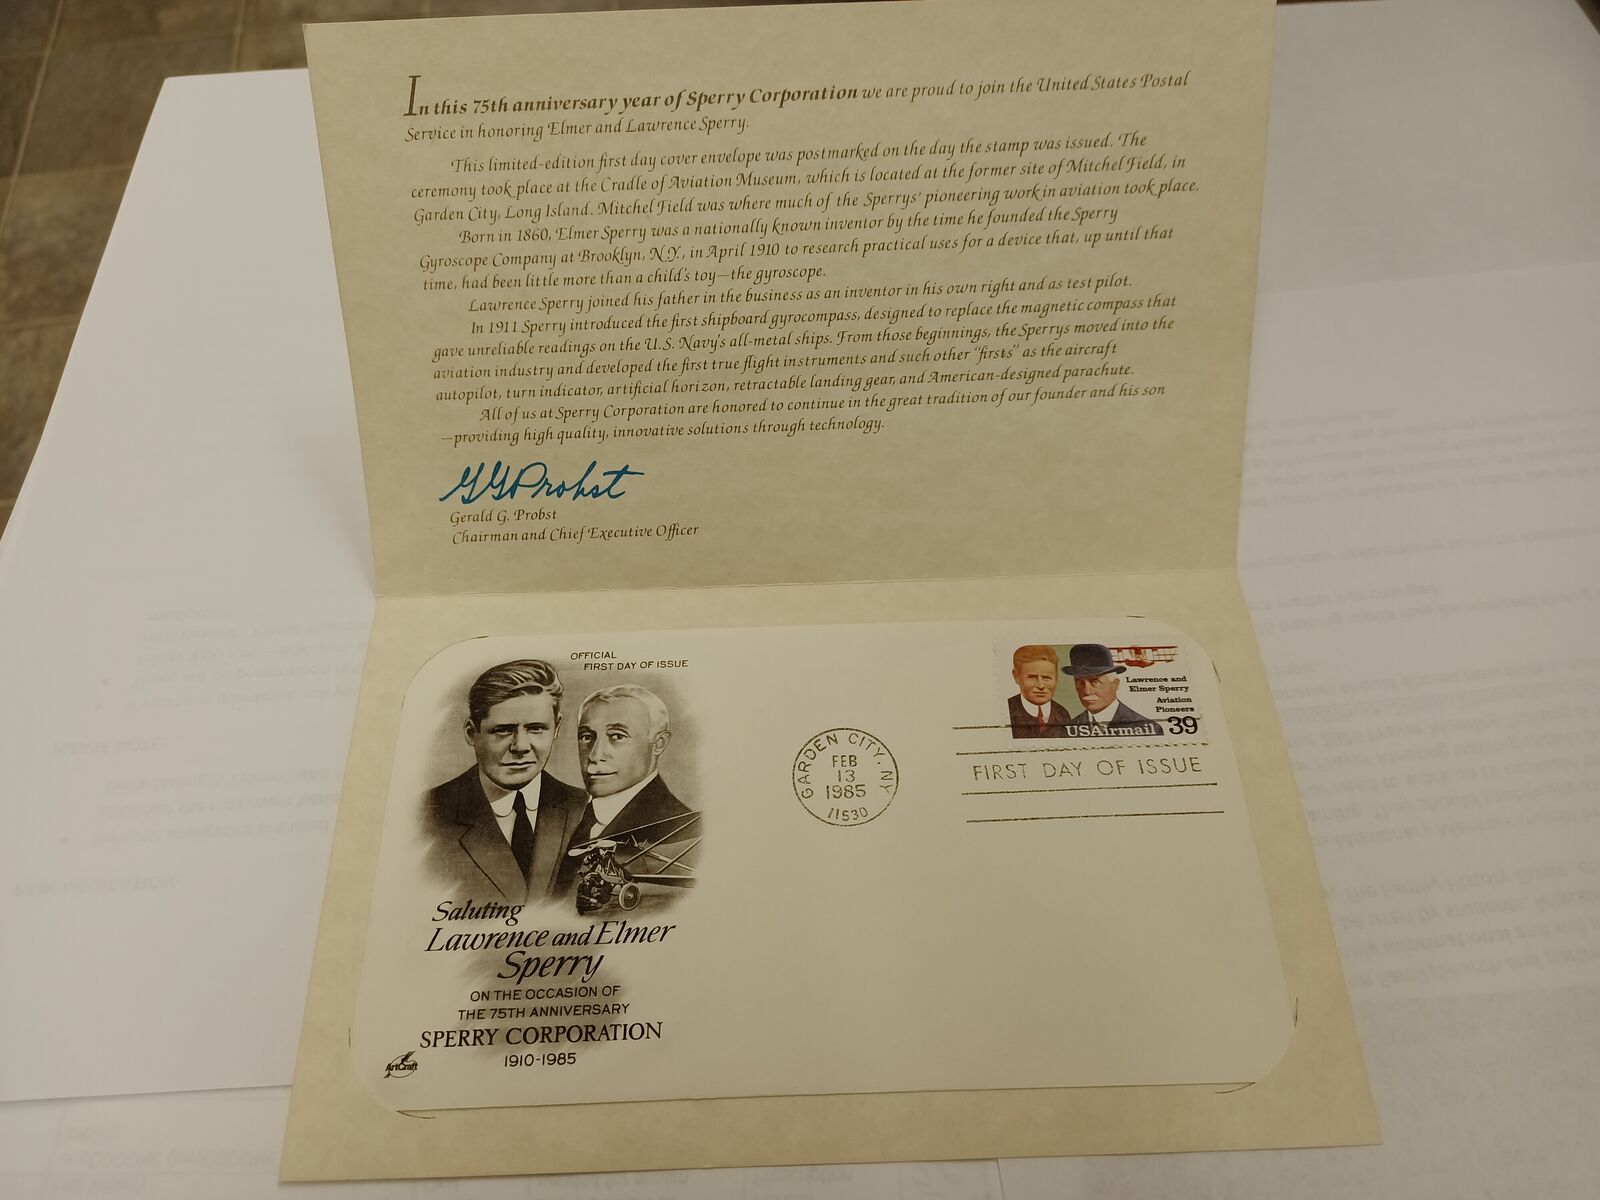 In this 75th anniversary year of Sperry Corporation we are proud to join the United States Postal
Service in honoring Elmer and Lawrence Sperry.
This limited-edition first day cover envelope was postmarked on the day the stamp was issued. The
ceremony took place at the Cradle of Aviation Museum, which is located at the former site of Mitchel Field, in
Garden City, Long Island. Mitchel Field was where much of the Sperrys' pioneering work in aviation took place.
Born in 1860, Elmer Sperry was a nationally known inventor by the time he founded the Sperry
Gyroscope Company at Brooklyn, N.Y., in April 1910 to research practical uses for a device that, up until that
time, had been little more than a child's toy—the gyroscope.
Lawrence Sperry joined his father in the business as an inventor in his own right and as test pilot.
In 1911 Sperry introduced the first shipboard gyrocompass, designed to replace the magnetic compass that
gave unreliable readings on the U.S. Navy's all-metal ships. From those beginnings, the Sperrys moved into the
aviation industry and developed the first true flight instruments and such other "firsts" as the aircraft
autopilot, turn indicator, artificial horizon, retractable landing gear, and American-designed parachute.
All of us at Sperry Corporation are honored to continue in the great tradition of our founder and his son
—providing high quality, innovative solutions through technology.
GGProbst
Gerald G. Probst
Chairman and Chief Executive Officer
OFFICIAL
FIRST DAY OF ISSUE
Lawrence and
Elmer Sperry
Aviation
Pioneers
USAirmail 39
GARDEN CITY, NY
FEB
13
1985
11530
FIRST DAY OF ISSUE
Saluting
Lawrence and Elmer
Sperry
ON THE OCCASION OF
THE 75TH ANNIVERSARY
SPERRY CORPORATION
1910-1985
ArtCraft